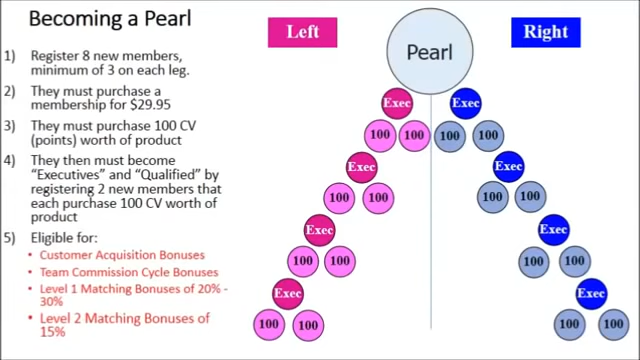 Becoming a Pearl
1) Register 8 new members,
minimum of 3 on each leg.
2) They must purchase a
membership for $29.95
3) They must purchase 100 CV
(points) worth of product
4) They then must become
“Executives” and “Qualified” by
registering 2 new members that
each purchase 100 CV worth of
product
5) Eligible for:
• Customer Acquisition Bonuses
• Team Commission Cycle Bonuses
• Level 1 Matching Bonuses of 20% -
30%
• Level 2 Matching Bonuses of
15%
Left
Pearl
Right
Exec Exec
100 100 100 100
Exec Exec
100 100 100 100
Exec Exec
100 100 100 100
Exec Exec
100 100 100 100